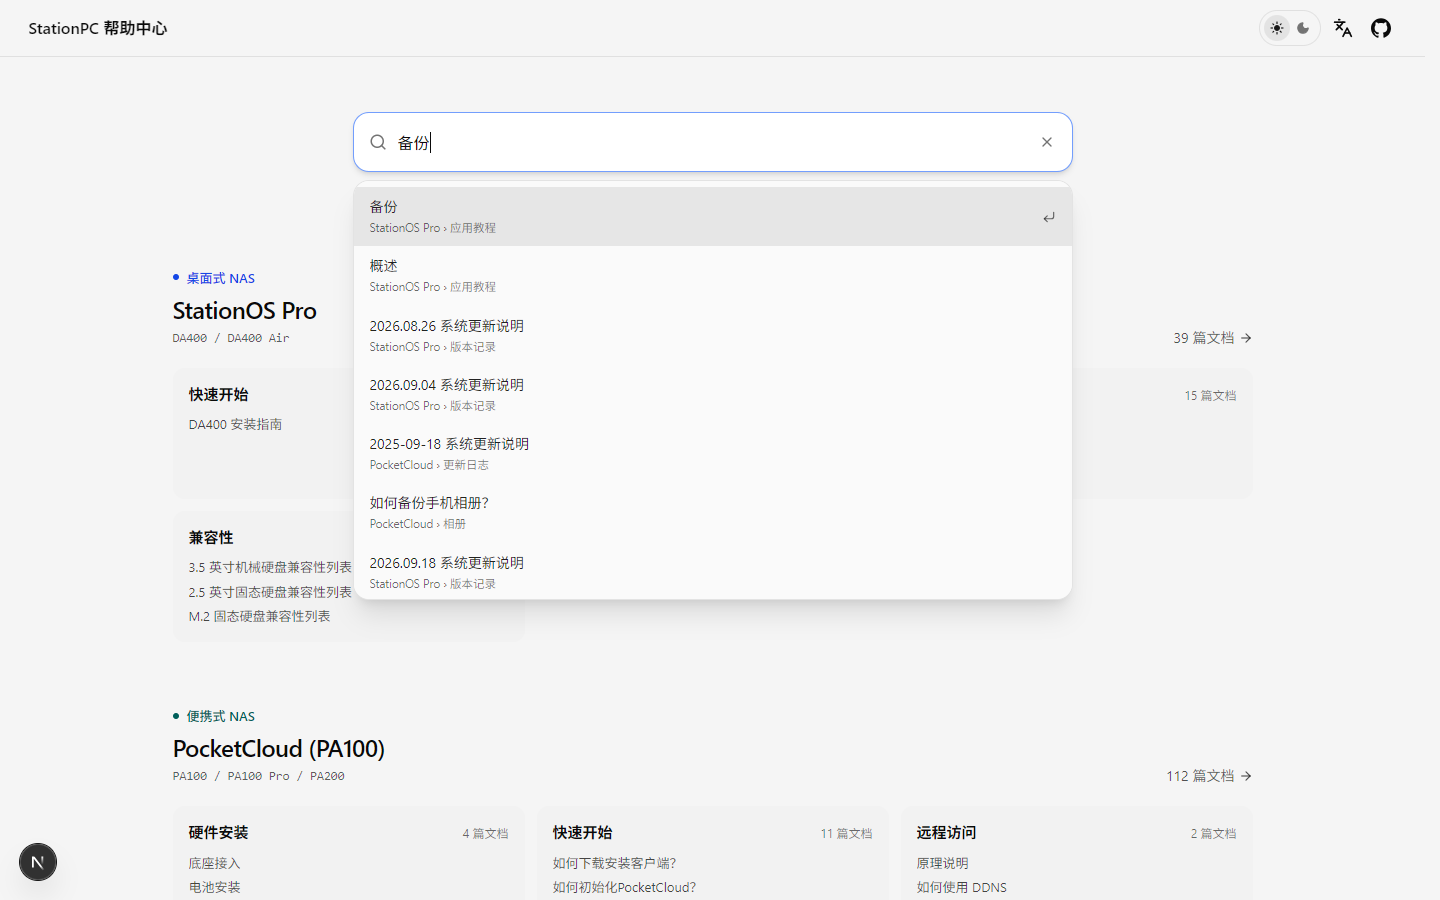 StationPC 帮助中心
备份
备份
StationOS Pro › 应用教程
概述
StationOS Pro › 应用教程
2026.08.26 系统更新说明
StationOS Pro › 版本记录
2026.09.04 系统更新说明
StationOS Pro › 版本记录
2025-09-18 系统更新说明
PocketCloud › 更新日志
如何备份手机相册？
PocketCloud › 相册
2026.09.18 系统更新说明
StationOS Pro › 版本记录
桌面式 NAS
StationOS Pro
DA400 / DA400 Air
39 篇文档
快速开始
DA400 安装指南
15 篇文档
兼容性
3.5 英寸机械硬盘兼容性列表
2.5 英寸固态硬盘兼容性列表
M.2 固态硬盘兼容性列表
便携式 NAS
PocketCloud (PA100)
PA100 / PA100 Pro / PA200
112 篇文档
硬件安装
4 篇文档
底座接入
电池安装
快速开始
11 篇文档
如何下载安装客户端？
如何初始化PocketCloud？
远程访问
2 篇文档
原理说明
如何使用 DDNS
N